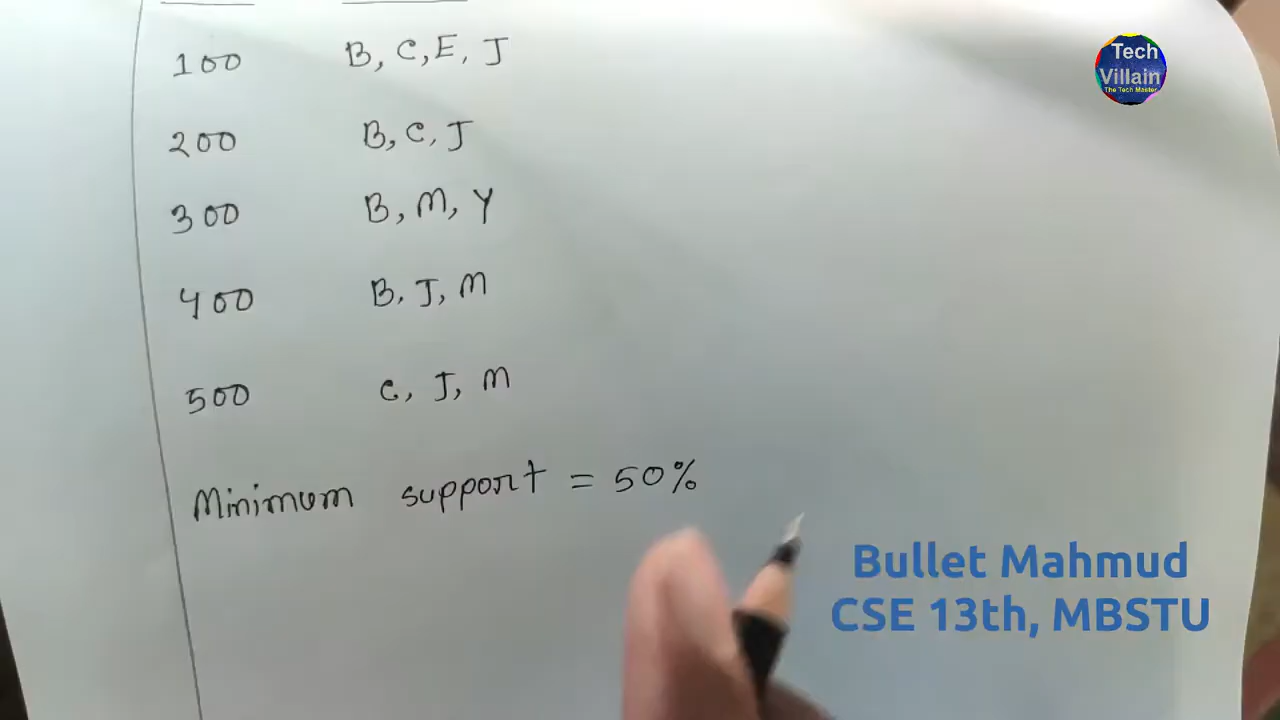 100 B, C, E, J
200 B, C, J
300 B, M, Y
400 B, J, M
500 C, J, M
Minimum support = 50%
Tech
Villain
The Tech Master
Bullet Mahmud
CSE 13th, MBSTU